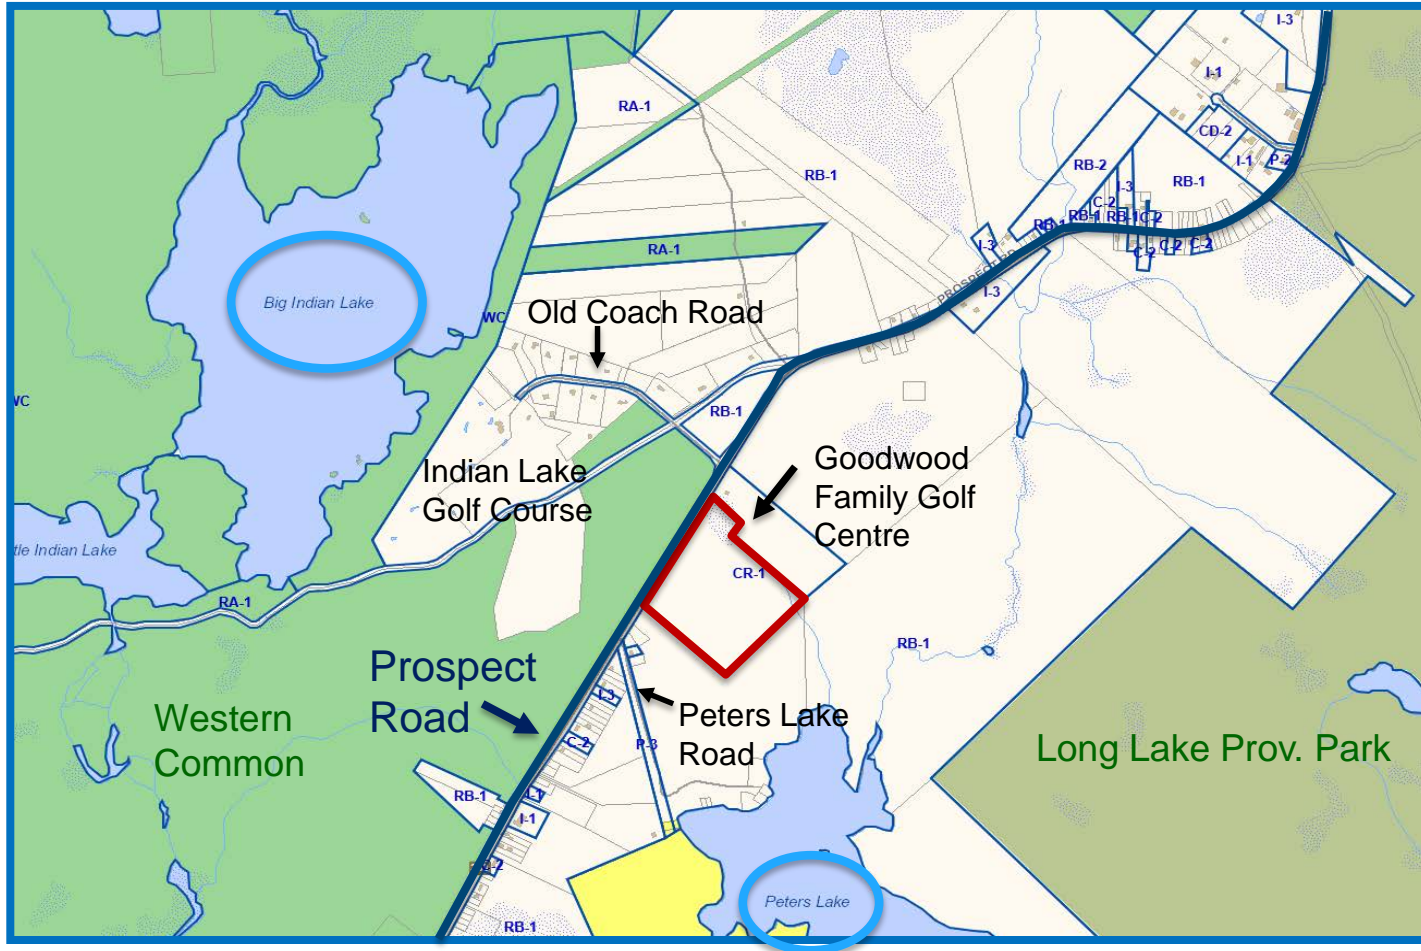 I-3
I-1
RA-1
CD-2
I-1
P-2
RB-2
RB-1
RB-1
I-3
C-2
RB-1
RB-1
C-2
RB-1
RA-1
I-3
C-2
C-2
C-2
PROSPECT RD
I-3
Big Indian Lake
WC
Old Coach Road
WC
RB-1
Indian Lake
Golf Course
Goodwood
Family Golf
Centre
tle Indian Lake
CR-1
RA-1
RB-1
Prospect
Road
I-3
Western
Common
C-2
P-3
Peters Lake
Road
Long Lake Prov. Park
RB-1
I-1
I-1
Peters Lake
RB-1